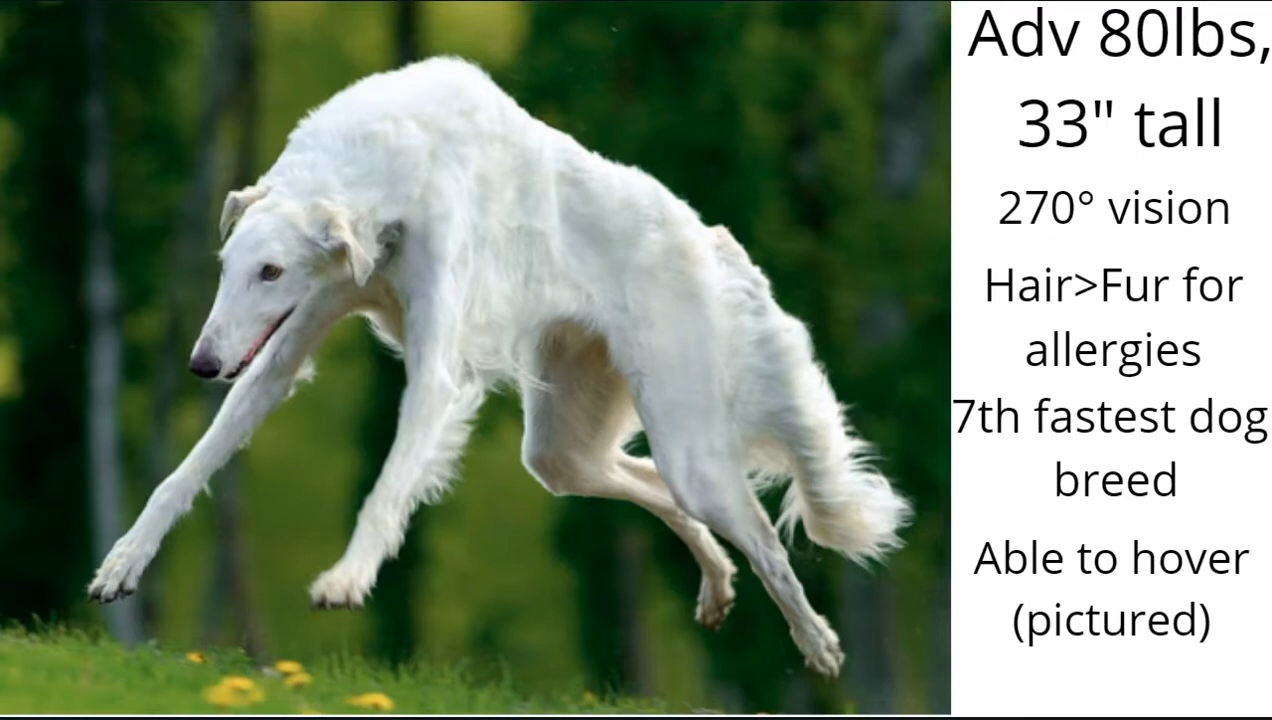 Adv 80lbs,
33" tall
270° vision
Hair>Fur for
allergies
7th fastest dog
breed
Able to hover
(pictured)